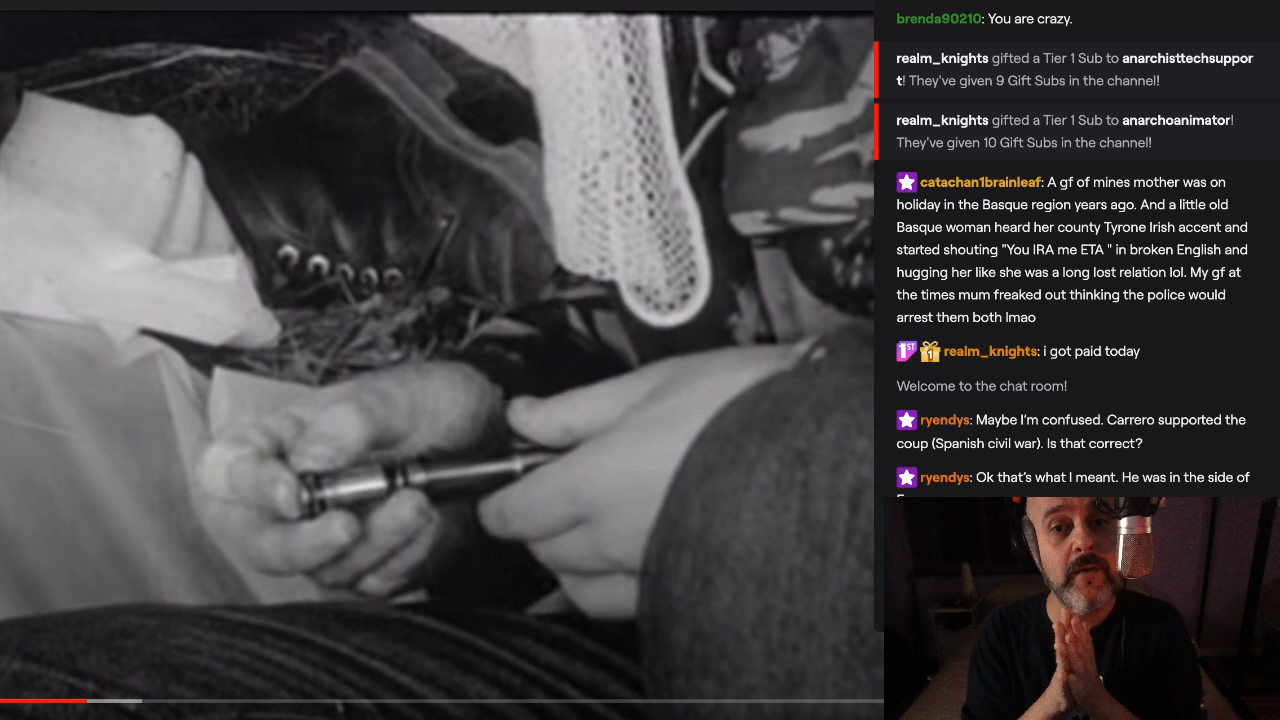 brenda90210: You are crazy.
realm_knights gifted a Tier 1 Sub to anarchisttechsuppor
t! They've given 9 Gift Subs in the channel!
realm_knights gifted a Tier 1 Sub to anarchoanimator!
They've given 10 Gift Subs in the channel!
catachan1brainleaf: A gf of mines mother was on
holiday in the Basque region years ago. And a little old
Basque woman heard her county Tyrone Irish accent and
started shouting "You IRA me ETA " in broken English and
hugging her like she was a long lost relation lol. My gf at
the times mum freaked out thinking the police would
arrest them both lmao
1ST 1 realm_knights: i got paid today
Welcome to the chat room!
ryendys: Maybe I'm confused. Carrero supported the
coup (Spanish civil war). Is that correct?
ryendys: Ok that's what I meant. He was in the side of